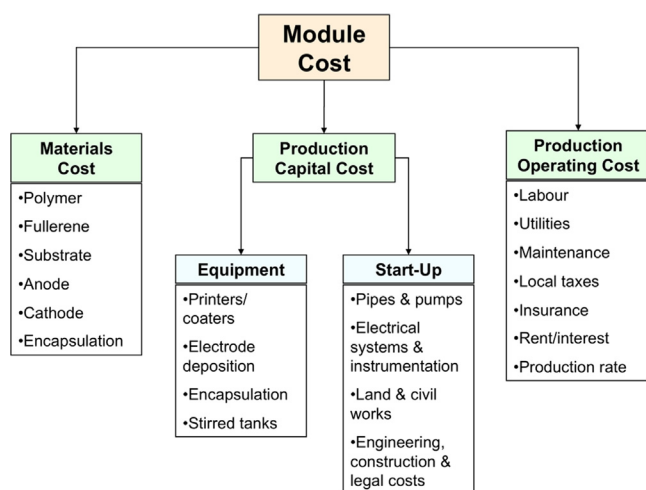 Module
Cost
Materials
Cost
•Polymer
•Fullerene
•Substrate
•Anode
•Cathode
•Encapsulation
Production
Capital Cost
Equipment
•Printers/
coaters
•Electrode
deposition
•Encapsulation
•Stirred tanks
Start-Up
•Pipes & pumps
•Electrical
systems &
instrumentation
•Land & civil
works
•Engineering,
construction &
legal costs
Production
Operating Cost
•Labour
•Utilities
•Maintenance
•Local taxes
•Insurance
•Rent/interest
•Production rate